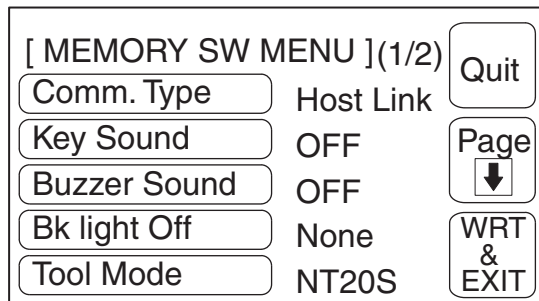 [ MEMORY SW MENU ](1/2)
Quit
Comm. Type Host Link
Key Sound OFF
Page
Buzzer Sound OFF
Bk light Off None
WRT
&
EXIT
Tool Mode NT20S